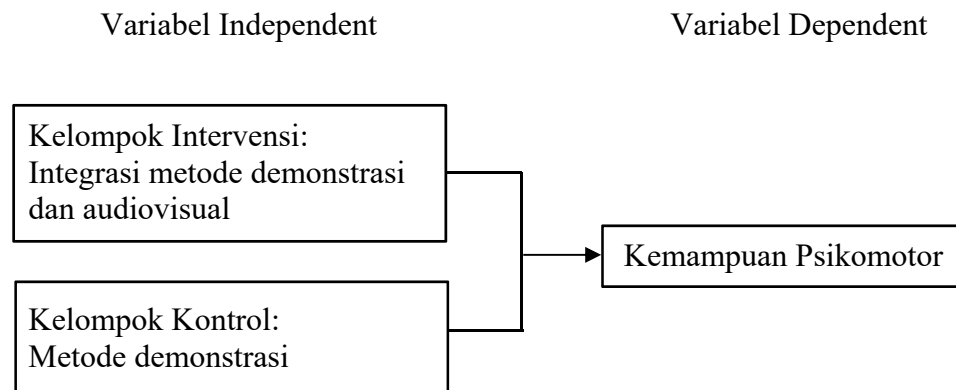 Variabel Independent
Variabel Dependent
Kelompok Intervensi:
Integrasi metode demonstrasi
dan audiovisual
Kemampuan Psikomotor
Kelompok Kontrol:
Metode demonstrasi